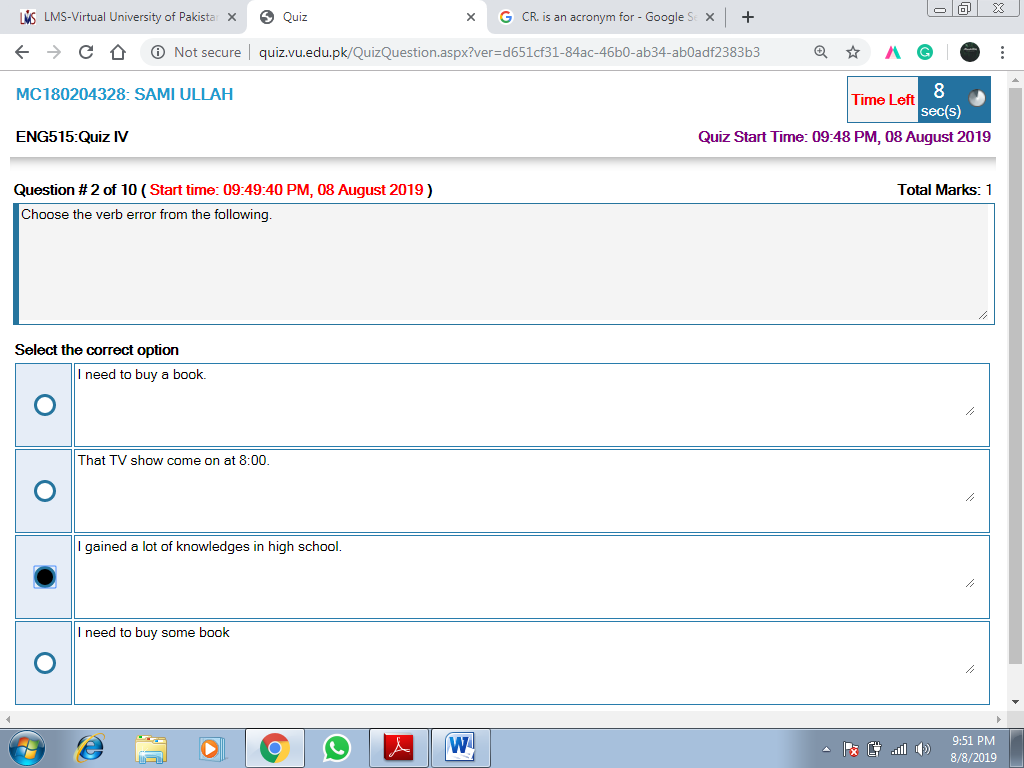 LMS-Virtual University of Pakistan
Quiz
CR. is an acronym for - Google Se
Not secure
quiz.vu.edu.pk/QuizQuestion.aspx?ver=d651cf31-84ac-46b0-ab34-ab0adf2383b3
MC180204328: SAMI ULLAH
Time Left
8
sec(s)
ENG515:Quiz IV
Quiz Start Time: 09:48 PM, 08 August 2019
Question # 2 of 10 ( Start time: 09:49:40 PM, 08 August 2019 )
Total Marks: 1
Choose the verb error from the following.
Select the correct option
I need to buy a book.
That TV show come on at 8:00.
I gained a lot of knowledges in high school.
I need to buy some book
9:51 PM
8/8/2019